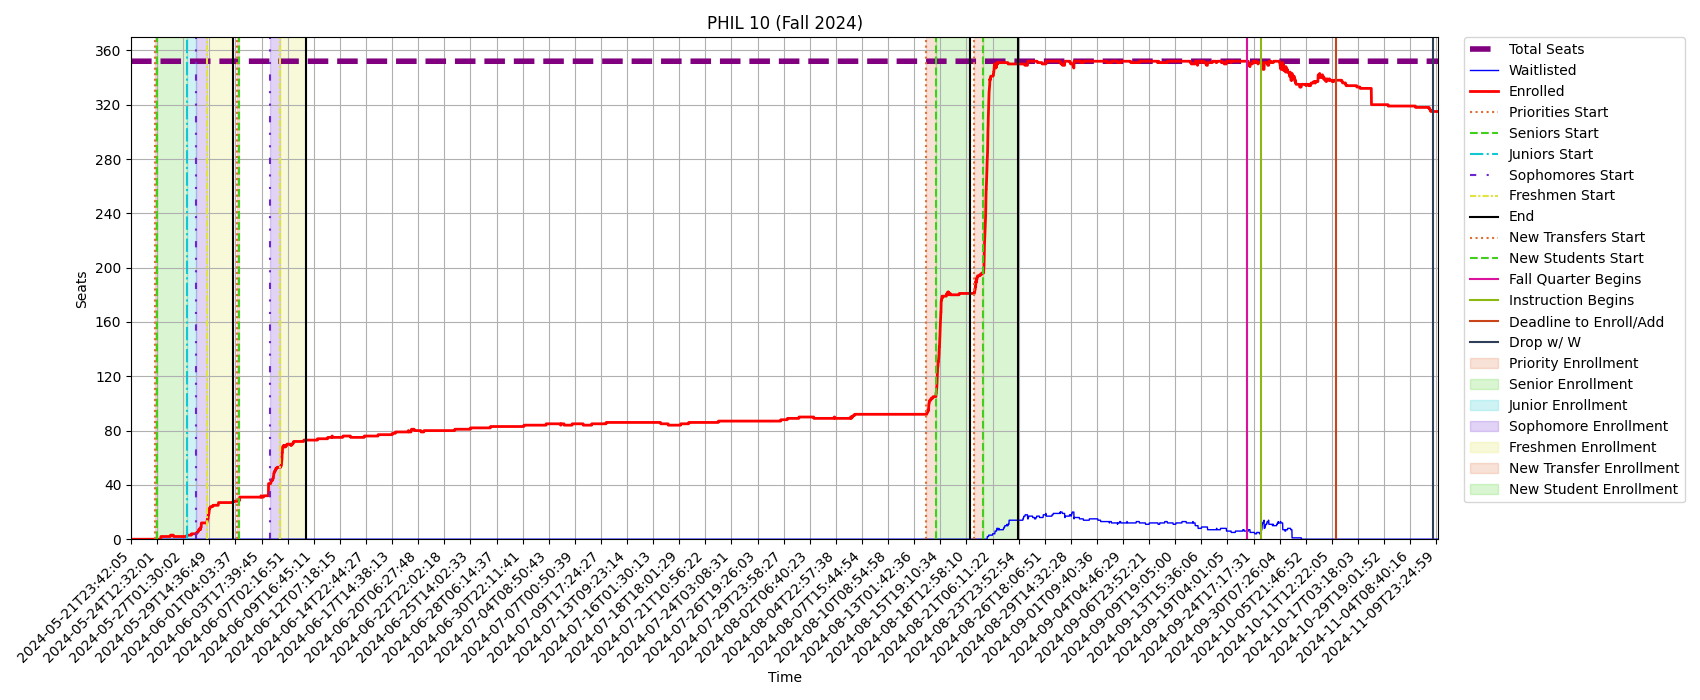 PHIL 10 (Fall 2024)
Seats
360
320
280
240
200
160
120
80
40
0
2024-05-21T23:42:05
2024-05-24T12:32:01
2024-05-27T01:30:02
2024-05-29T14:36:49
2024-06-01T04:03:37
2024-06-03T17:39:45
2024-06-07T02:16:51
2024-06-09T16:45:11
2024-06-12T07:18:15
2024-06-14T22:44:27
2024-06-17T14:38:13
2024-06-20T06:27:48
2024-06-22T22:02:18
2024-06-25T14:02:33
2024-06-28T06:14:37
2024-06-30T22:11:41
2024-07-04T08:50:43
2024-07-07T00:50:39
2024-07-09T17:24:27
2024-07-13T09:23:14
2024-07-16T01:30:13
2024-07-18T18:01:29
2024-07-21T10:56:22
2024-07-24T03:08:31
2024-07-26T19:26:03
2024-07-29T23:58:27
2024-08-02T06:40:23
2024-08-04T22:57:38
2024-08-07T15:44:54
2024-08-10T08:54:58
2024-08-13T01:42:36
2024-08-15T19:10:34
2024-08-18T12:58:10
2024-08-21T06:11:22
2024-08-23T23:52:54
2024-08-26T18:06:51
2024-08-29T14:32:28
2024-09-01T09:40:36
2024-09-04T04:46:29
2024-09-06T23:52:21
2024-09-09T19:05:00
2024-09-13T15:36:06
2024-09-19T04:01:05
2024-09-24T17:17:31
2024-09-30T07:26:04
2024-10-05T21:46:52
2024-10-11T12:22:05
2024-10-17T03:18:03
2024-10-29T19:01:52
2024-11-04T08:40:16
2024-11-09T23:24:59
Time
Total Seats
Waitlisted
Enrolled
Priorities Start
Seniors Start
Juniors Start
Sophomores Start
Freshmen Start
End
New Transfers Start
New Students Start
Fall Quarter Begins
Instruction Begins
Deadline to Enroll/Add
Drop w/ W
Priority Enrollment
Senior Enrollment
Junior Enrollment
Sophomore Enrollment
Freshmen Enrollment
New Transfer Enrollment
New Student Enrollment